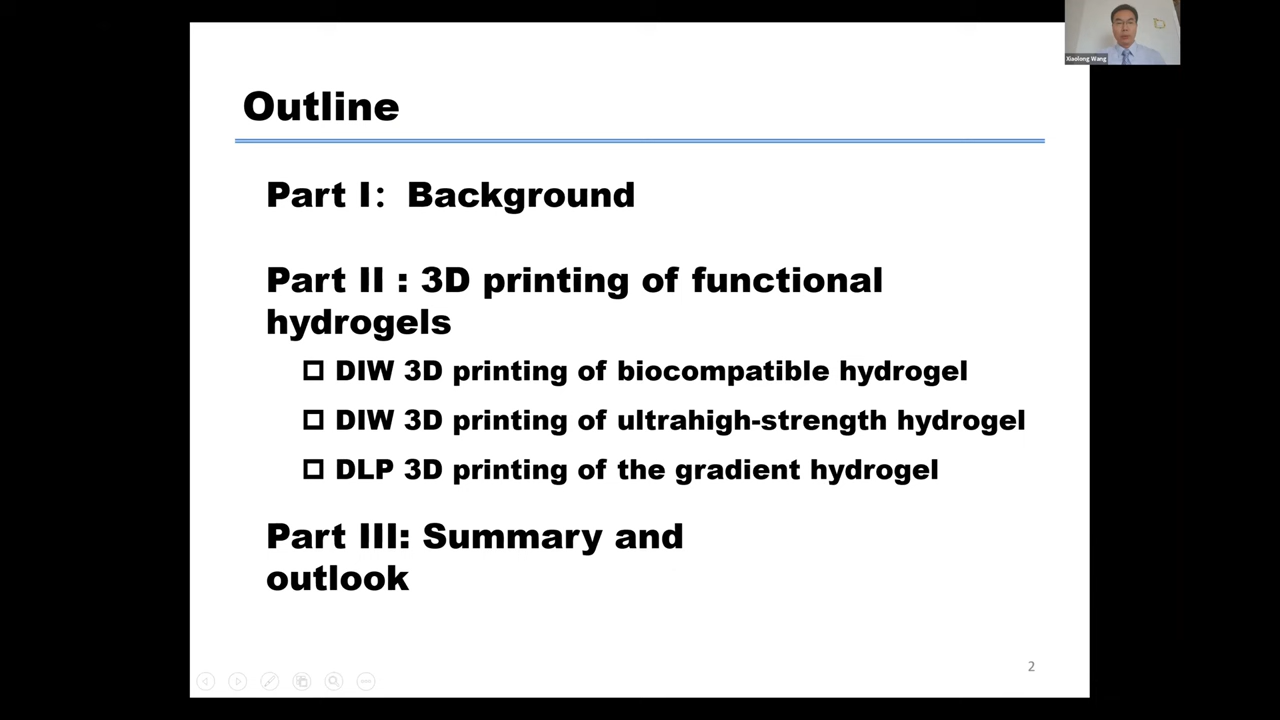 Xiaolong Wang
Outline
Part I： Background
Part II : 3D printing of functional
hydrogels
DIW 3D printing of biocompatible hydrogel
DIW 3D printing of ultrahigh-strength hydrogel
DLP 3D printing of the gradient hydrogel
Part III: Summary and
outlook
2